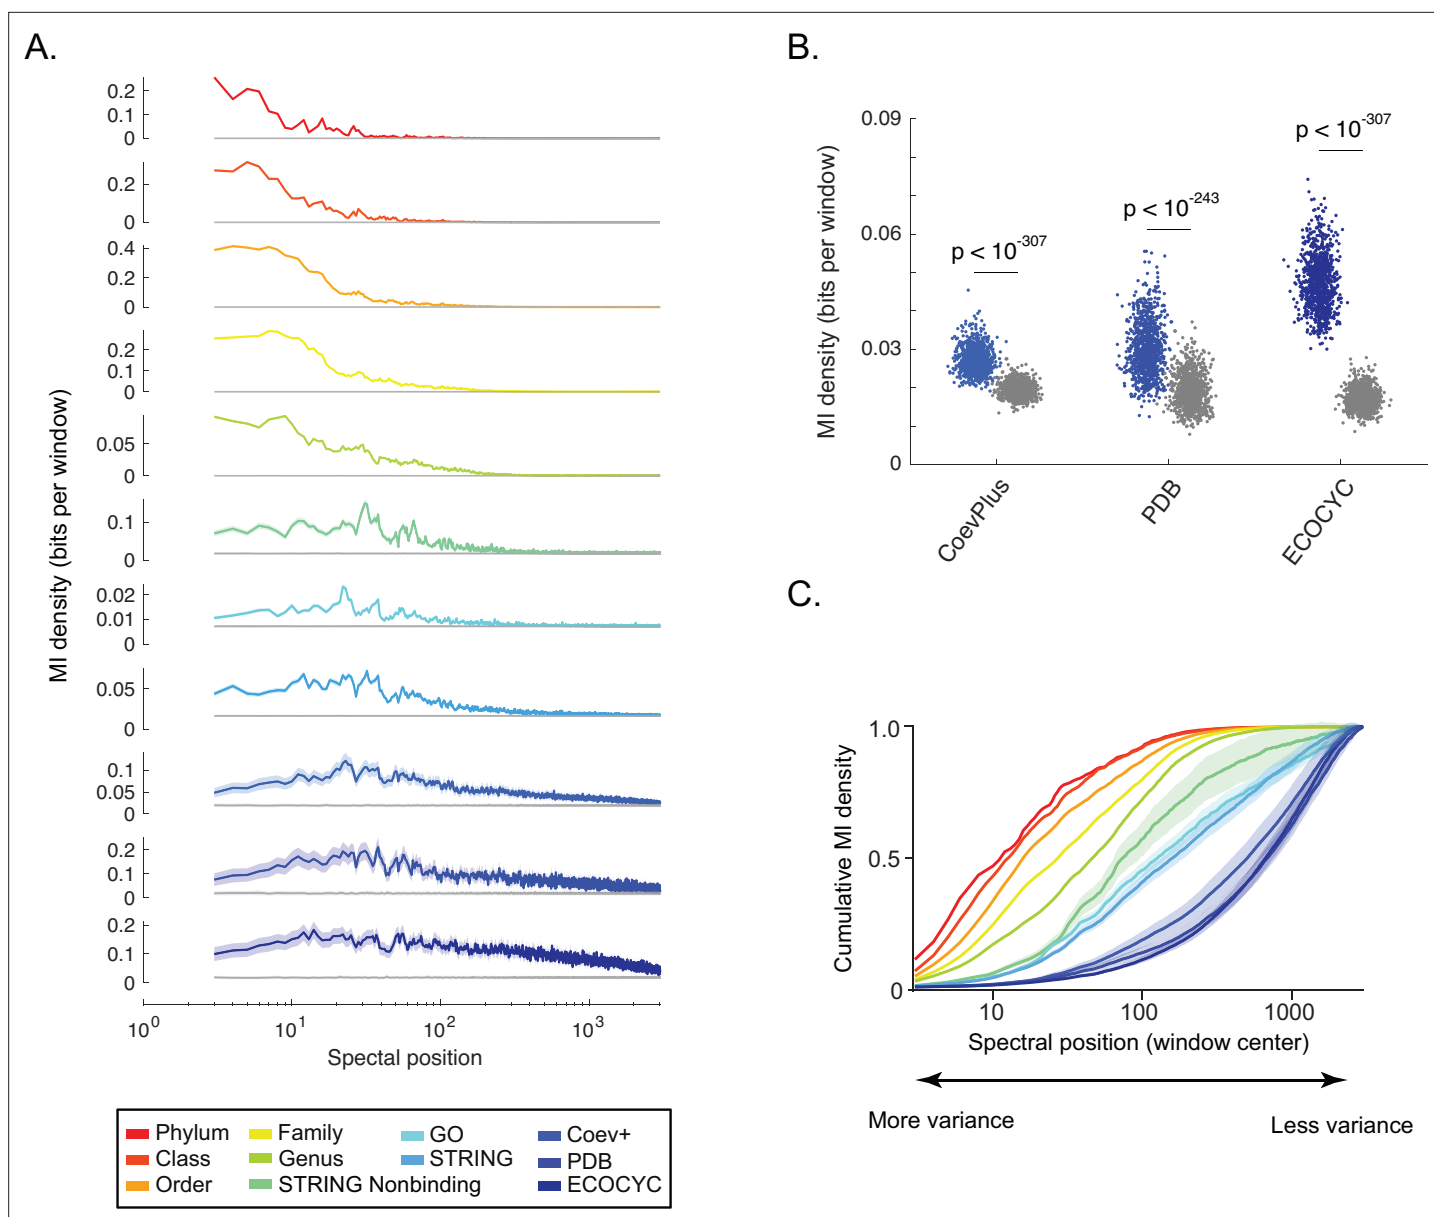 A.
MI density (bits per window)
0.2
0.1
0
0.2
0
0.4
0.2
0
0.2
0
0.05
0
0.1
0
0.02
0.01
0
0.05
0
0.1
0.05
0
0.2
0.1
0
0.2
0.1
0
10^0 10^1 10^2 10^3
Spectal position
Phylum Family GO Coev+
Class Genus STRING PDB
Order STRING Nonbinding ECOCYC
B.
MI density (bits per window)
0.09
0.06
0.03
0
p < 10^-307
p < 10^-243
p < 10^-307
CoevPlus PDB ECOCYC
C.
Cumulative MI density
1.0
0.5
0
10 100 1000
Spectral position (window center)
More variance Less variance